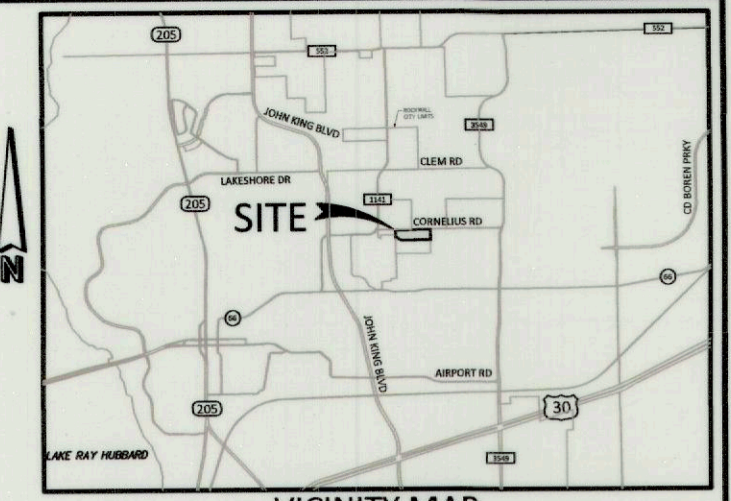 205
552
552
JOHN KING BLVD
ROCKWALL
CITY LIMITS
3549
CLEM RD
CD BOREN PRKY
LAKESHORE DR
205
1141
SITE
CORNELIUS RD
N
66
66
JOHN KING BLVD
AIRPORT RD
205
30
LAKE RAY HUBBARD
3549
VICINITY MAP